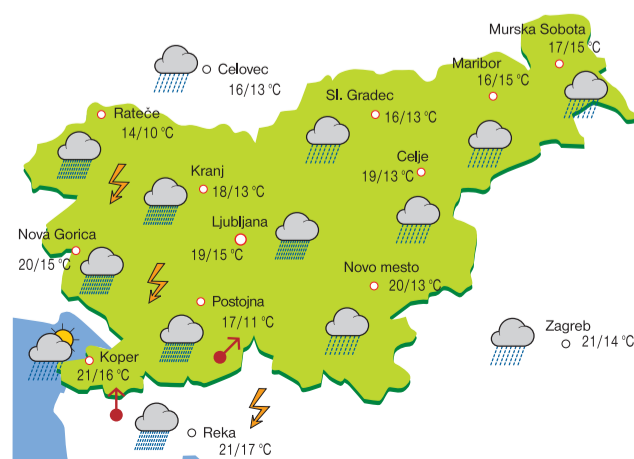 Murska Sobota
17/15 °C
Maribor
16/15 °C
Celovec
16/13 °C
Sl. Gradec
16/13 °C
Rateče
14/10 °C
Celje
19/13 °C
Kranj
18/13 °C
Ljubljana
19/15 °C
Nová Gorica
20/15 °C
Novo mesto
20/13 °C
Postojna
17/11 °C
Zagreb
21/14 °C
Koper
21/16 °C
Reka
21/17 °C